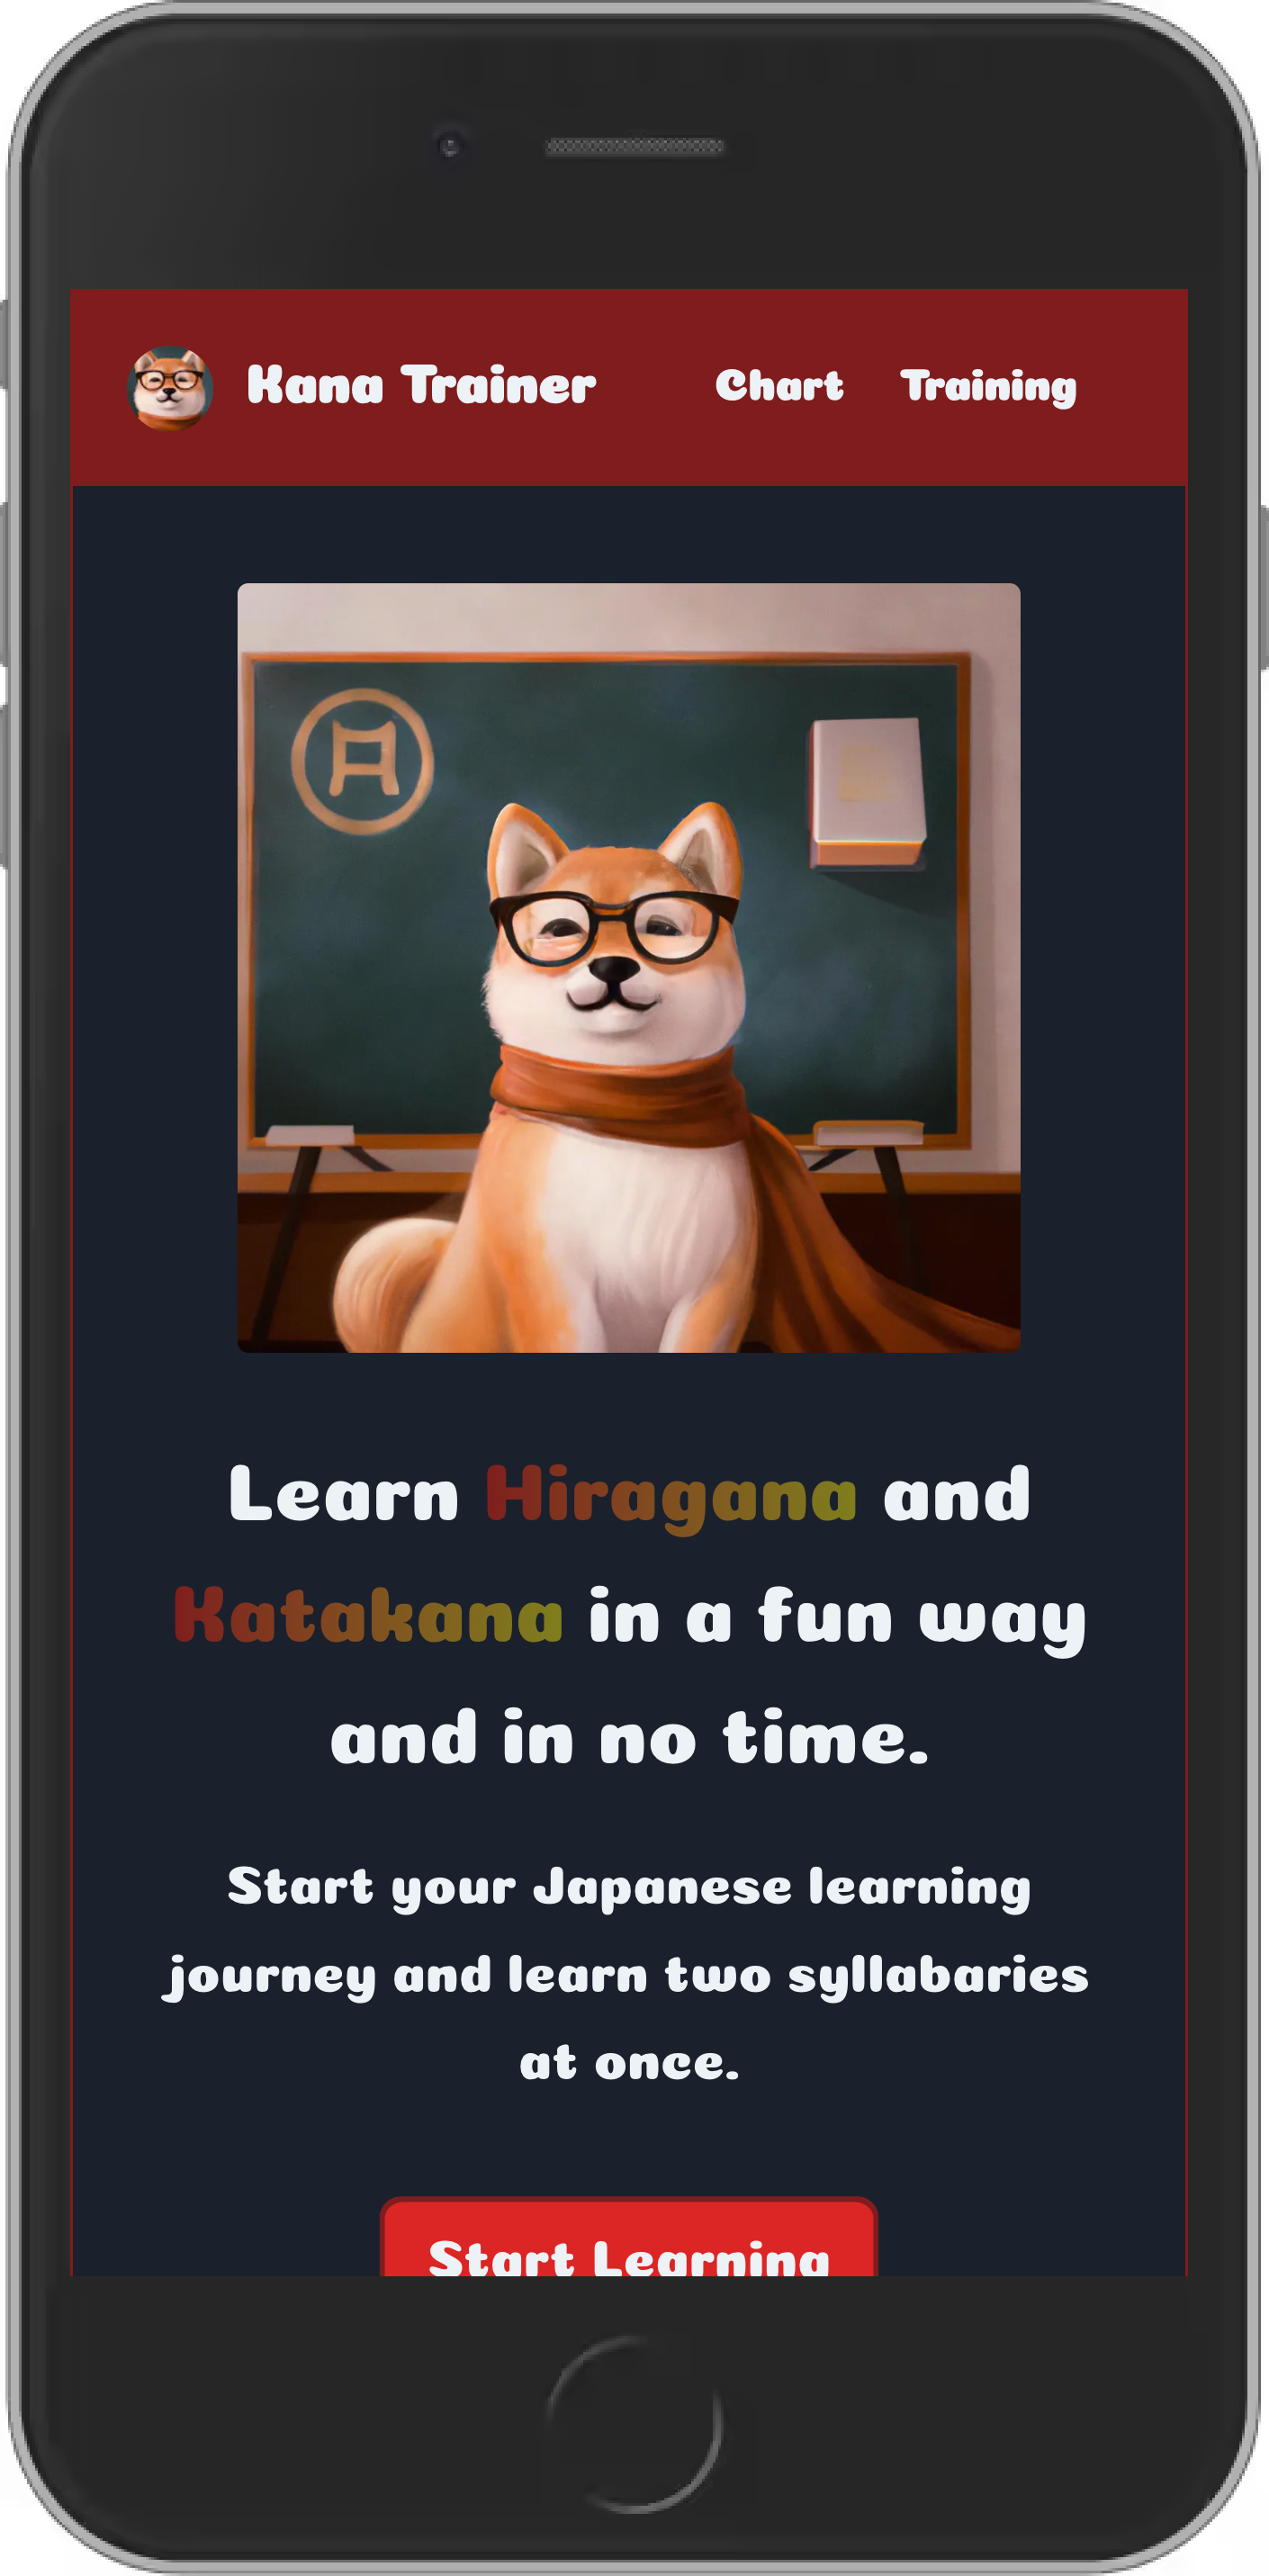 Kana Trainer Chart Training
Learn Hiragana and
Katakana in a fun way
and in no time.
Start your Japanese learning
journey and learn two syllabaries
at once.
Start Learning